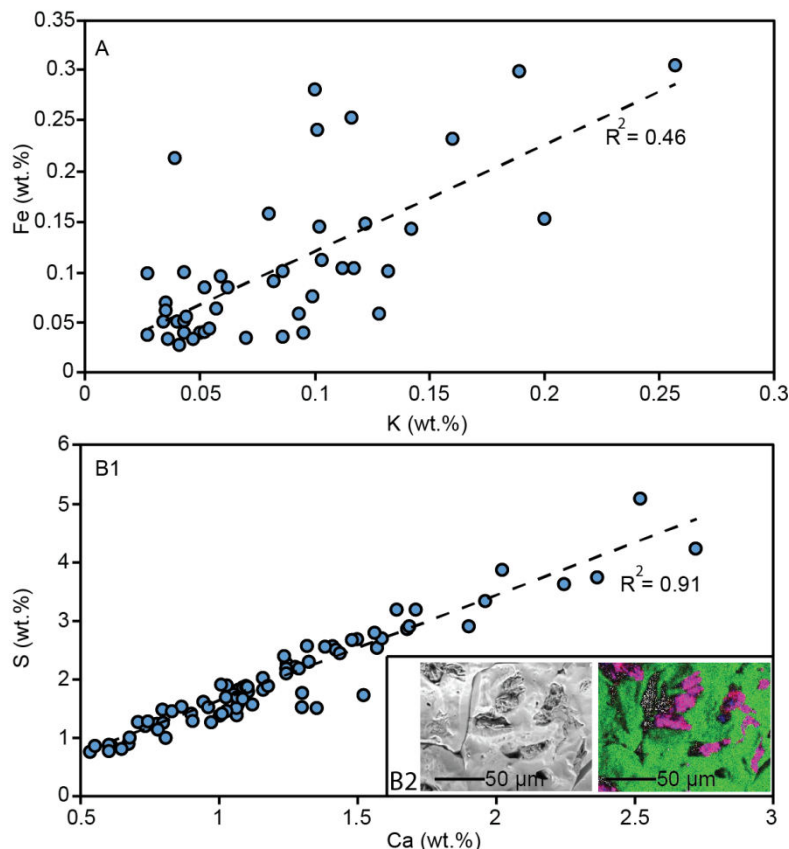 A
0.35
0.3
0.25
0.2
0.15
0.1
0.05
0
Fe (wt.%)
R² = 0.46
0 0.05 0.1 0.15 0.2 0.25 0.3
K (wt.%)
B1
6
5
4
3
2
1
0
S (wt.%)
R² = 0.91
B2
50 µm
50 µm
0.5 1 1.5 2 2.5 3
Ca (wt.%)